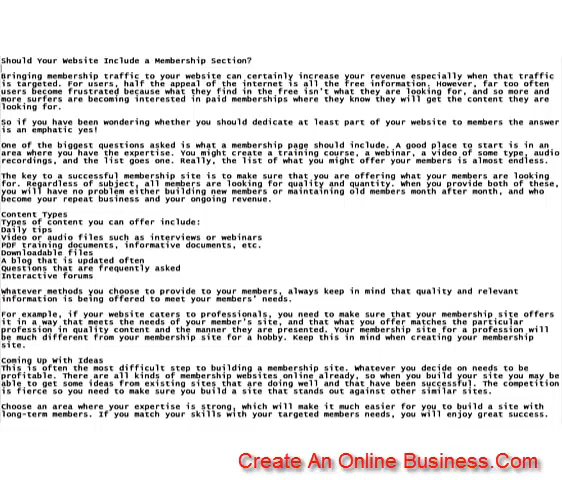 Should Your Website Include a Membership Section?
Bringing membership traffic to your website can certainly increase your revenue especially when that traffic
is targeted. For users, half the appeal of the internet is all the free information. However, far too often
users become frustrated because what they find in the free isn't what they are looking for, and so more and
more surfers are becoming interested in paid memberships where they know they will get the content they are
looking for.
So if you have been wondering whether you should dedicate at least part of your website to members the answer
is an emphatic yes!
One of the biggest questions asked is what a membership page should include. A good place to start is in an
area where you have the expertise. You might create a training course, a webinar, a video of some type, audio
recordings, and the list goes one. Really, the list of what you might offer your members is almost endless.
The key to a successful membership site is to make sure that you are offering what your members are looking
for. Regardless of subject, all members are looking for quality and quantity. When you provide both of these,
you will have no problem either building new members or maintaining old members month after month, and who
become your repeat business and your ongoing revenue.
Content Types
Types of content you can offer include:
Daily tips
Video or audio files such as interviews or webinars
PDF training documents, informative documents, etc.
Downloadable files
A blog that is updated often
Questions that are frequently asked
Interactive forums
Whatever methods you choose to provide to your members, always keep in mind that quality and relevant
information is being offered to meet your members' needs.
For example, if your website caters to professionals, you need to make sure that your membership site offers
it in a way that meets the needs of your member's site, and that what you offer matches the particular
profession in quality content and the manner they are presented. Your membership site for a profession will
be much different from your membership site for a hobby. Keep this in mind when creating your membership
site.
Coming Up With Ideas
This is often the most difficult step to building a membership site. Whatever you decide on needs to be
profitable. There are all kinds of membership websites online already, so when you build your site you may be
able to get some ideas from existing sites that are doing well and that have been successful. The competition
is fierce so you need to make sure you build a site that stands out against other similar sites.
Choose an area where your expertise is strong, which will make it much easier for you to build a site with
long-term members. If you match your skills with your targeted members needs, you will enjoy great success.
Create An Online Business.Com